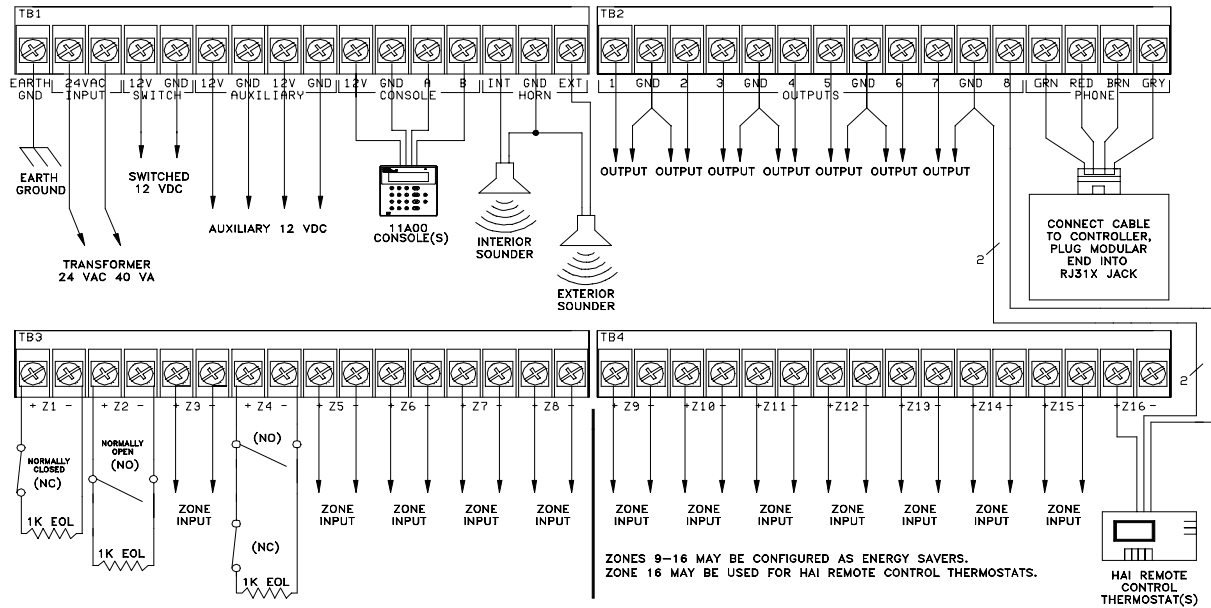 TB1
EARTH GND 24VAC 12V GND 12V GND 12V GND 12V GND A B INT GND EXT
INPUT SWITCH AUXILIARY CONSOLE HORN
EARTH
GROUND
TRANSFORMER
24 VAC 40 VA
SWITCHED
12 VDC
AUXILIARY 12 VDC
11A00
CONSOLE(S)
INTERIOR
SOUNDER
EXTERIOR
SOUNDER
TB2
1 GND 2 3 GND 4 5 GND 6 7 GND 8 GRN RED BRN GRY
OUTPUTS PHONE
OUTPUT OUTPUT OUTPUT OUTPUT OUTPUT OUTPUT OUTPUT
CONNECT CABLE
TO CONTROLLER,
PLUG MODULAR
END INTO
RJ31X JACK
2
TB3
+ Z1 - + Z2 - + Z3 - + Z4 - + Z5 - + Z6 - + Z7 - + Z8 -
NORMALLY
CLOSED
(NC)
1K EOL
NORMALLY
OPEN
(NO)
1K EOL
ZONE
INPUT
(NO)
(NC)
1K EOL
ZONE
INPUT
ZONE
INPUT
ZONE
INPUT
ZONE
INPUT
TB4
+ Z9 - +Z10- +Z11- +Z12- +Z13- +Z14- +Z15- +Z16-
2
ZONE
INPUT
ZONE
INPUT
ZONE
INPUT
ZONE
INPUT
ZONE
INPUT
ZONE
INPUT
ZONE
INPUT
ZONES 9-16 MAY BE CONFIGURED AS ENERGY SAVERS.
ZONE 16 MAY BE USED FOR HAI REMOTE CONTROL THERMOSTATS.
HAI REMOTE
CONTROL
THERMOSTAT(S)